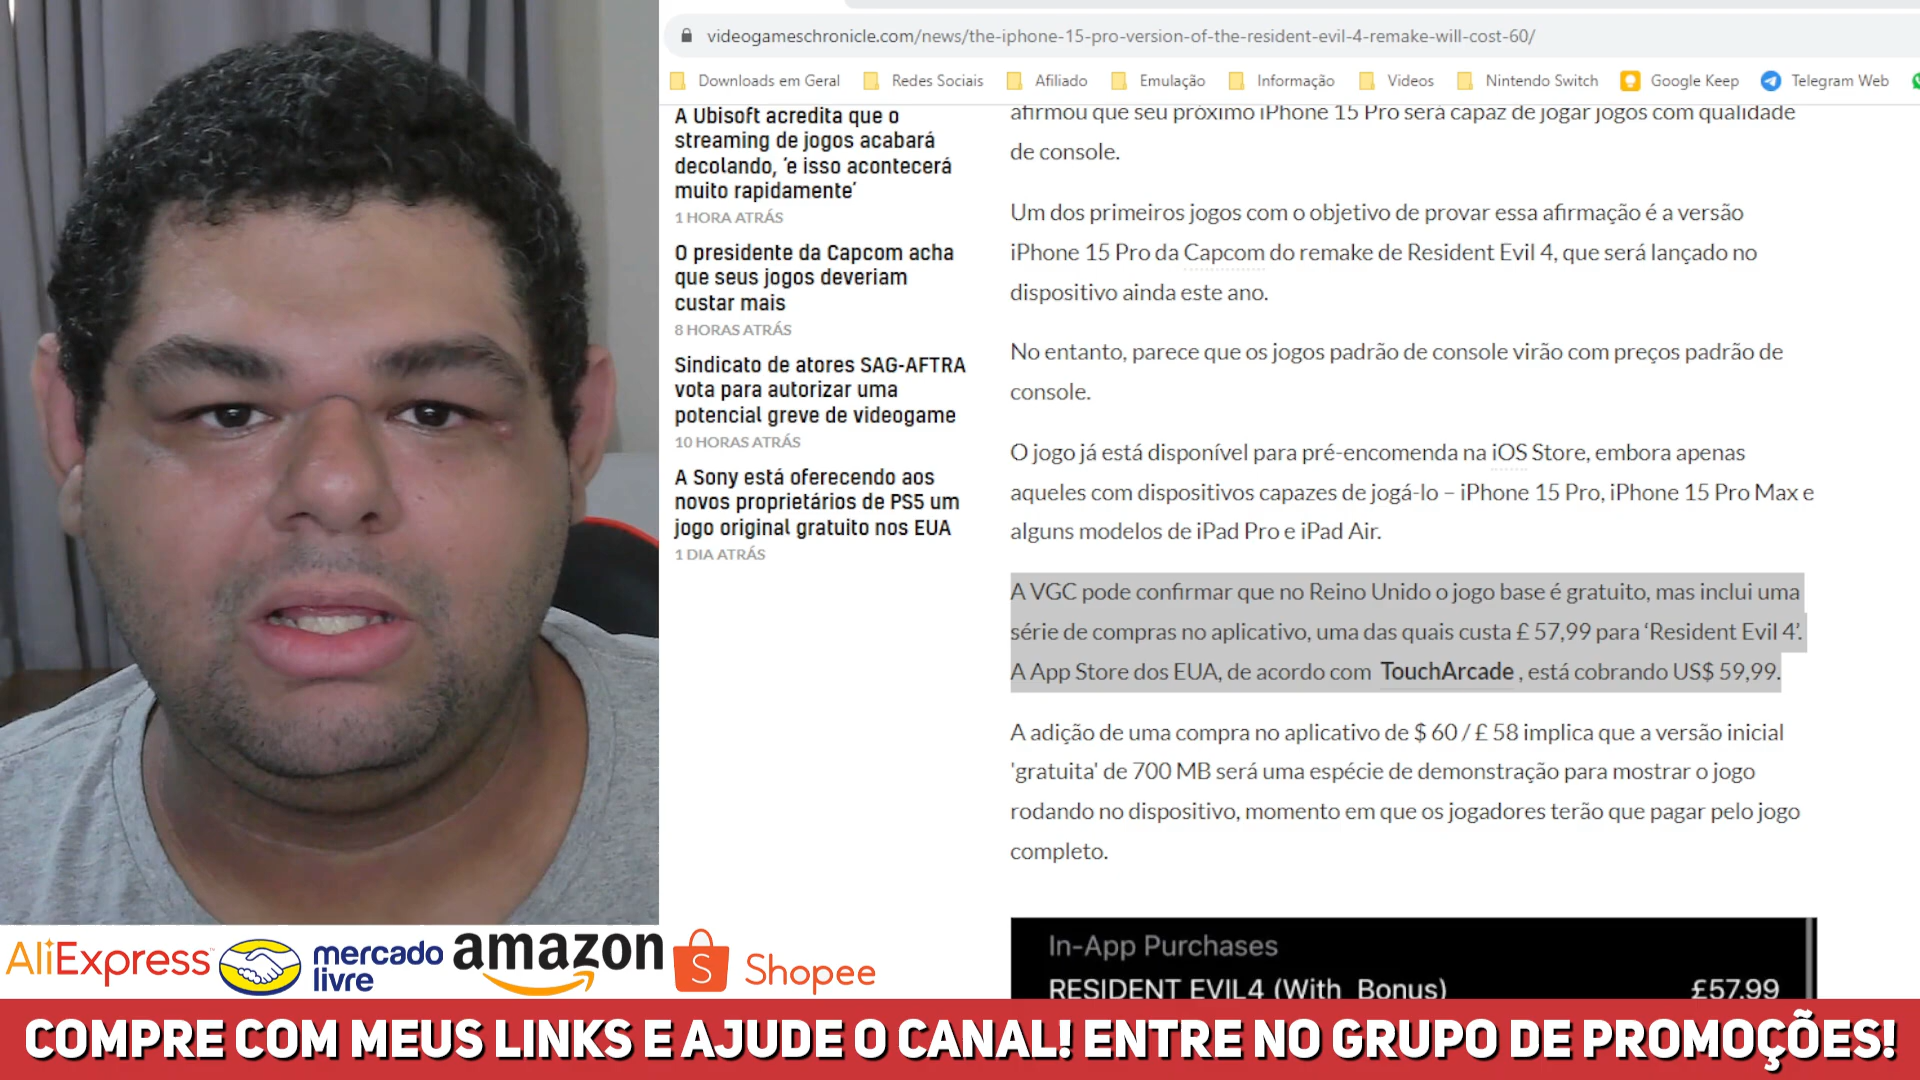 videogameschronicle.com/news/the-iphone-15-pro-version-of-the-resident-evil-4-remake-will-cost-60/
Downloads em Geral
Redes Sociais
Afiliado
Emulação
Informação
Videos
Nintendo Switch
Google Keep
Telegram Web
A Ubisoft acredita que o
streaming de jogos acabará
decolando, 'e isso acontecerá
muito rapidamente'
1 HORA ATRÁS
O presidente da Capcom acha
que seus jogos deveriam
custar mais
8 HORAS ATRÁS
Sindicato de atores SAG-AFTRA
vota para autorizar uma
potencial greve de videogame
10 HORAS ATRÁS
A Sony está oferecendo aos
novos proprietários de PS5 um
jogo original gratuito nos EUA
1 DIA ATRÁS
afirmou que seu próximo iPhone 15 Pro será capaz de jogar jogos com qualidade
de console.
Um dos primeiros jogos com o objetivo de provar essa afirmação é a versão
iPhone 15 Pro da Capcom do remake de Resident Evil 4, que será lançado no
dispositivo ainda este ano.
No entanto, parece que os jogos padrão de console virão com preços padrão de
console.
O jogo já está disponível para pré-encomenda na iOS Store, embora apenas
aqueles com dispositivos capazes de jogá-lo – iPhone 15 Pro, iPhone 15 Pro Max e
alguns modelos de iPad Pro e iPad Air.
A VGC pode confirmar que no Reino Unido o jogo base é gratuito, mas inclui uma
série de compras no aplicativo, uma das quais custa £ 57,99 para ‘Resident Evil 4’.
A App Store dos EUA, de acordo com TouchArcade , está cobrando US$ 59,99.
A adição de uma compra no aplicativo de $ 60 / £ 58 implica que a versão inicial
'gratuita' de 700 MB será uma espécie de demonstração para mostrar o jogo
rodando no dispositivo, momento em que os jogadores terão que pagar pelo jogo
completo.
In-App Purchases
RESIDENT EVIL4 (With Bonus) £57.99
AliExpress
mercado
livre
amazon
S
Shopee
COMPRE COM MEUS LINKS E AJUDE O CANAL! ENTRE NO GRUPO DE PROMOÇÕES!